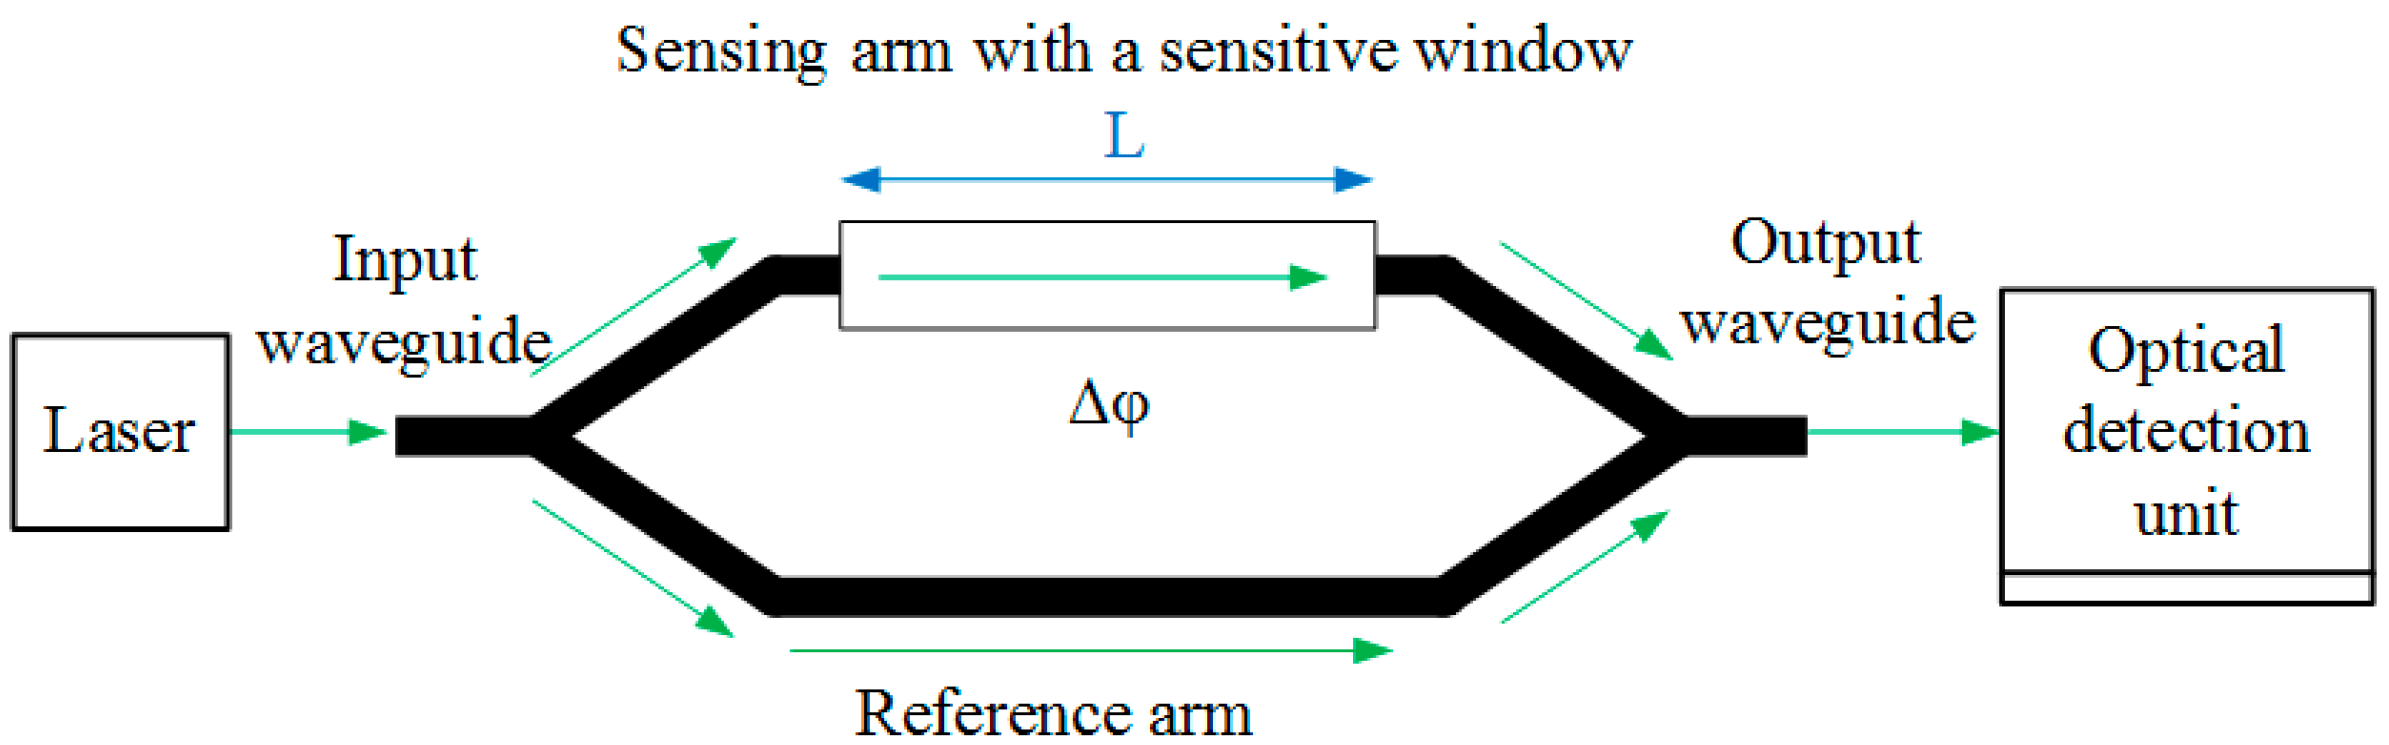 Sensing arm with a sensitive window
L
Input
waveguide
Output
waveguide
Laser
Δφ
Optical
detection
unit
Reference arm